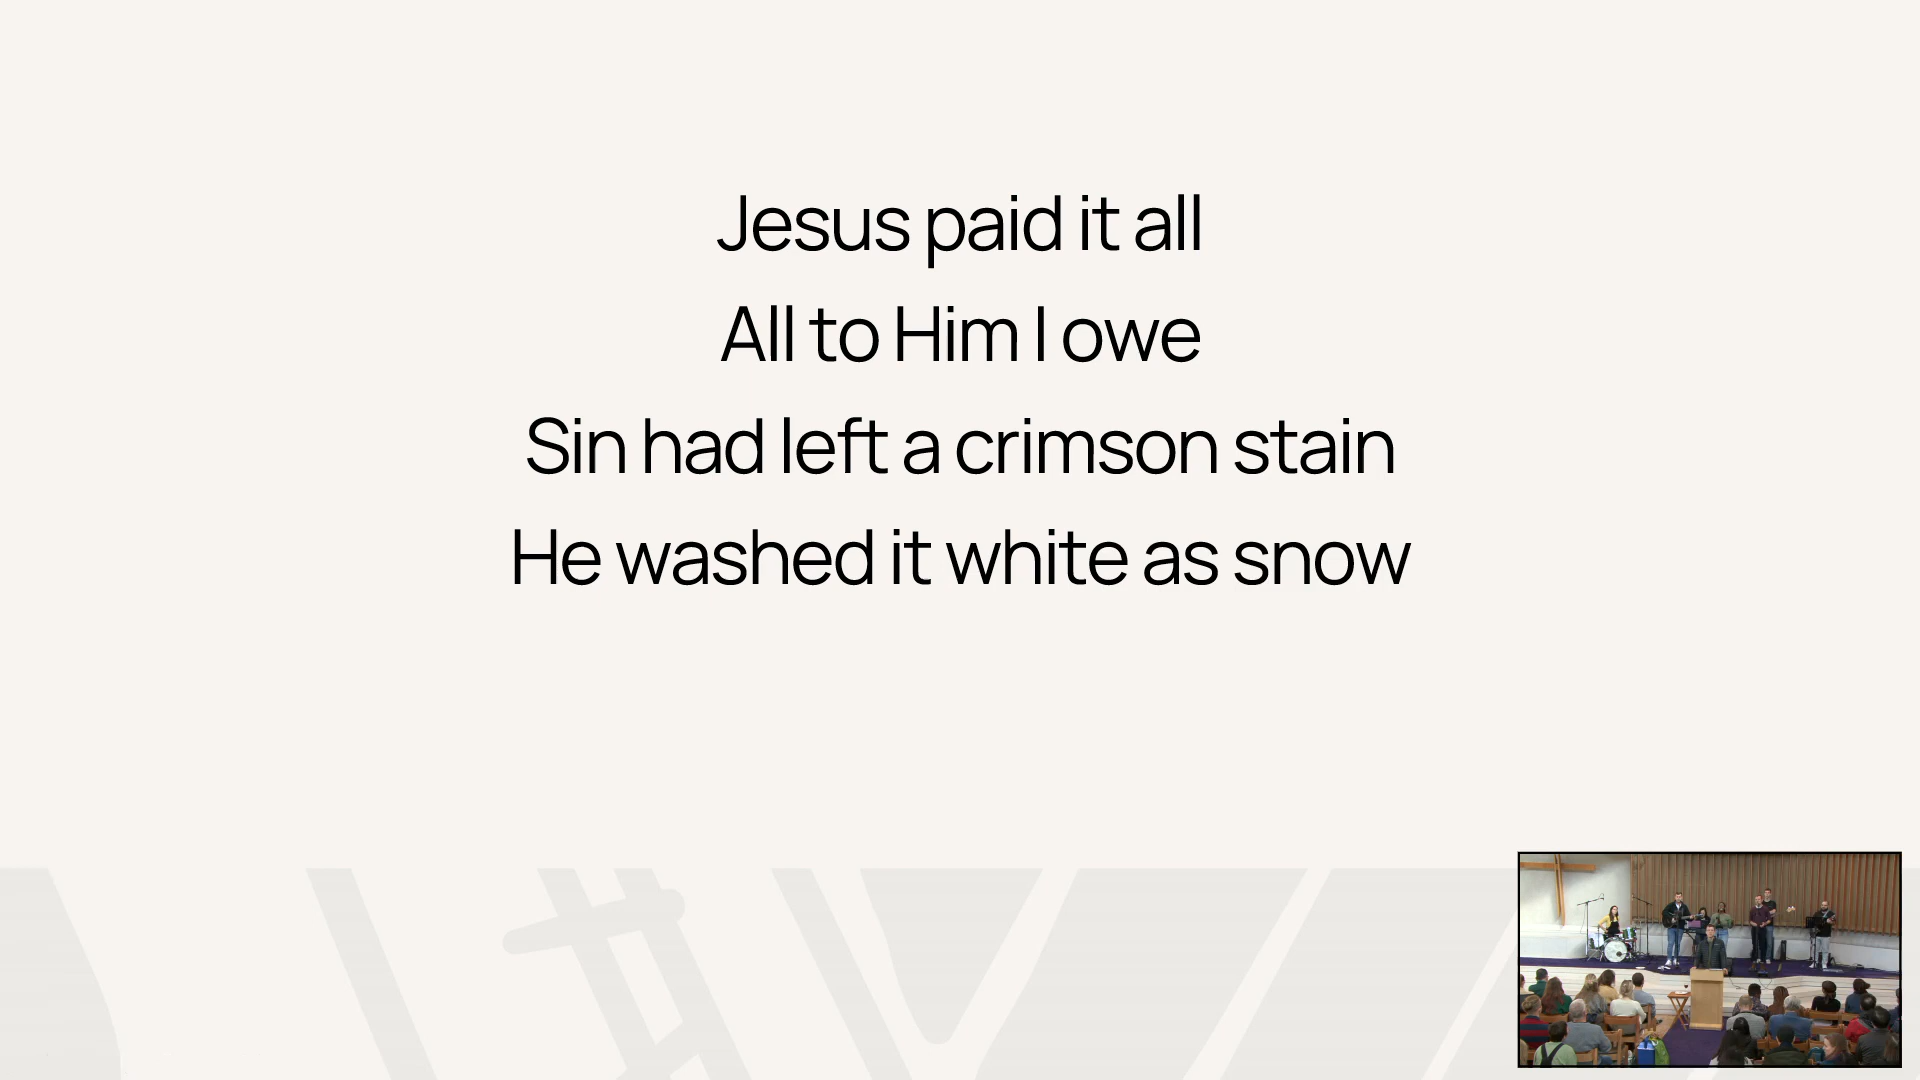 Jesus paid it all
All to Him I owe
Sin had left a crimson stain
He washed it white as snow